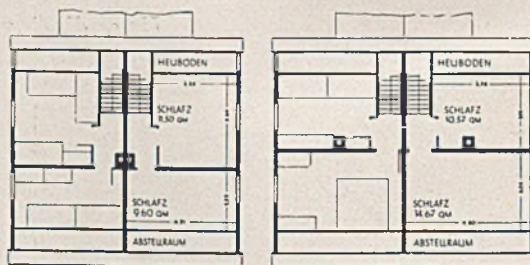 HEUBODEN
SCHLAFZ
11,50 QM
SCHLAFZ
9.60 QM
ABSTELLRAUM
HEUBODEN
SCHLAFZ
10.57 QM
SCHLAFZ
14.67 QM
ABSTELLRAUM